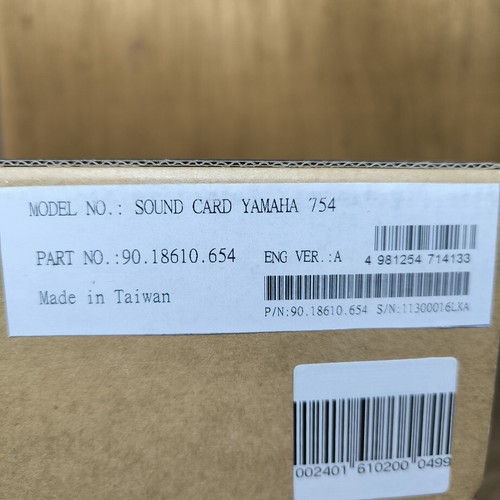 MODEL NO.: SOUND CARD YAMAHA 754
PART NO.:90.18610.654 ENG VER.:A
4 981254 714133
Made in Taiwan
P/N:90.18610.654 S/N:11300016LKA
002401 610200 0499